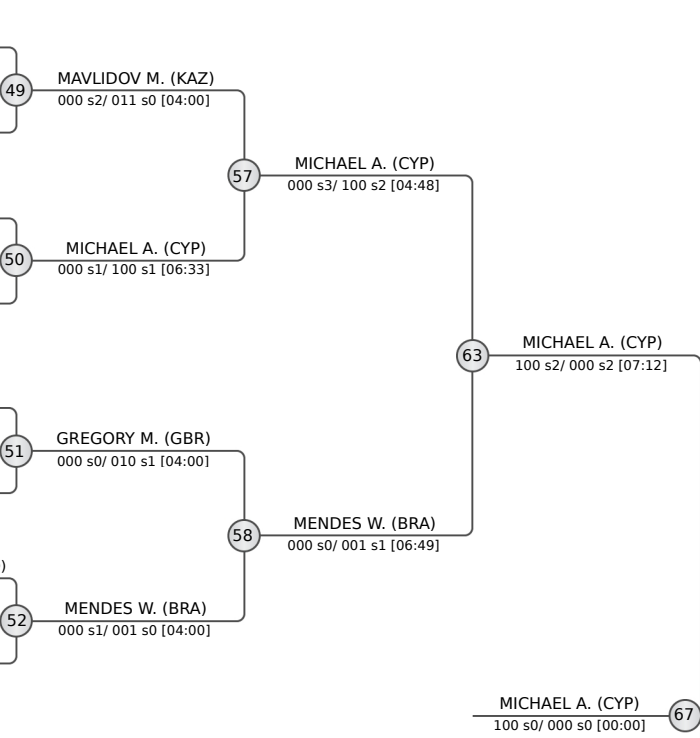 49
MAVLIDOV M. (KAZ)
000 s2/ 011 s0 [04:00]
57
MICHAEL A. (CYP)
000 s3/ 100 s2 [04:48]
50
MICHAEL A. (CYP)
000 s1/ 100 s1 [06:33]
63
MICHAEL A. (CYP)
100 s2/ 000 s2 [07:12]
51
GREGORY M. (GBR)
000 s0/ 010 s1 [04:00]
58
MENDES W. (BRA)
000 s0/ 001 s1 [06:49]
)
52
MENDES W. (BRA)
000 s1/ 001 s0 [04:00]
MICHAEL A. (CYP)
100 s0/ 000 s0 [00:00]
67